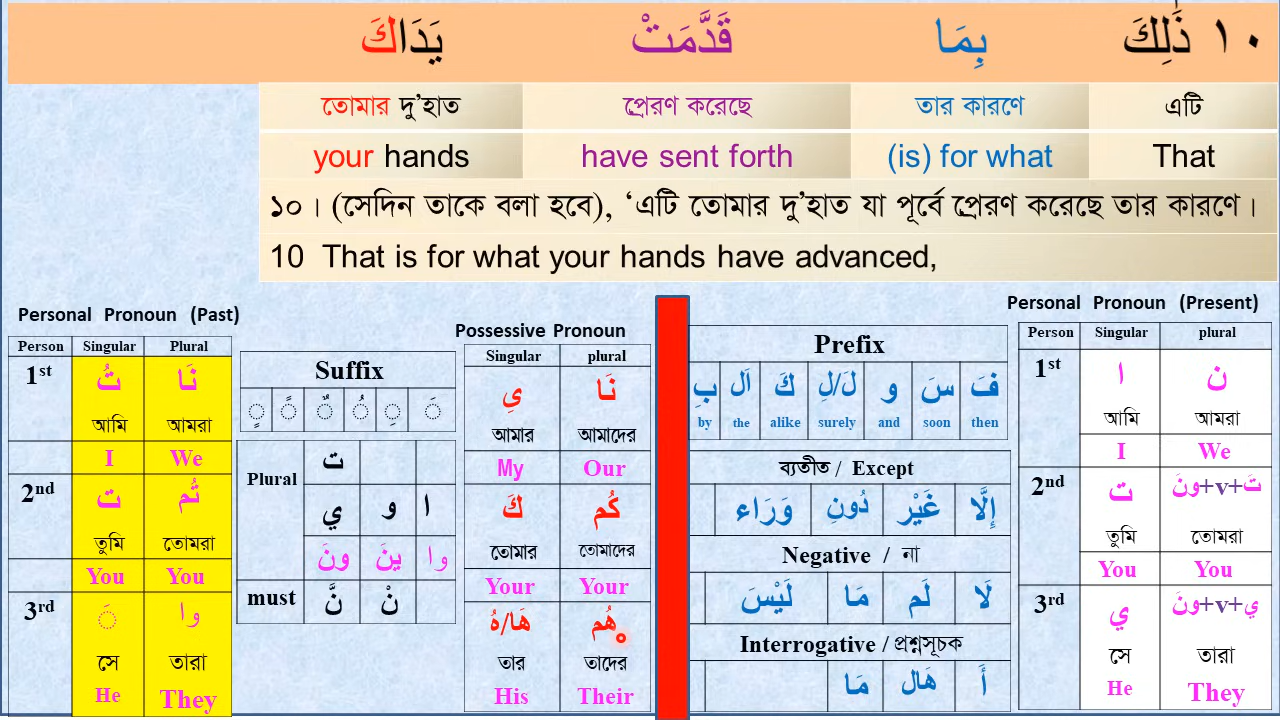 ١٠ ذَٰلِكَ بِمَا قَدَّمَتْ يَدَاكَ
তোমার দু’হাত প্রেরণ করেছে তার কারণে এটি
your hands have sent forth (is) for what That
১০। (সেদিন তাকে বলা হবে), ‘এটি তোমার দু’হাত যা পূর্বে প্রেরণ করেছে তার কারণে।
10 That is for what your hands have advanced,
Personal Pronoun (Past)
Person Singular Plural
1st تُ نَا
আমি আমরা
I We
2nd ت تُم
তুমি তোমরা
You You
3rd وا
সে তারা
He They
Suffix
Plural ت
ي و ا
ونَ ينَ وا
must نَّ نْ
Possessive Pronoun
Singular plural
يِ نَا
আমার আমাদের
My Our
كَ كُم
তোমার তোমাদের
Your Your
هَا/هُ هُم
তার তাদের
His Their
Prefix
فَ سَ و لَ/لِ كَ اَل بِ
by the alike surely and soon then
ব্যতীত / Except
إِلَّا غَيْر دُونِ وَرَاء
Negative / না
لَا لَم مَا لَيْسَ
Interrogative / প্রশ্নসূচক
أَ هَال مَا
Personal Pronoun (Present)
Person Singular plural
1st ا ن
আমি আমরা
I We
2nd ت تَ+v+ونَ
তুমি তোমরা
You You
3rd ي ي+v+ونَ
সে তারা
He They